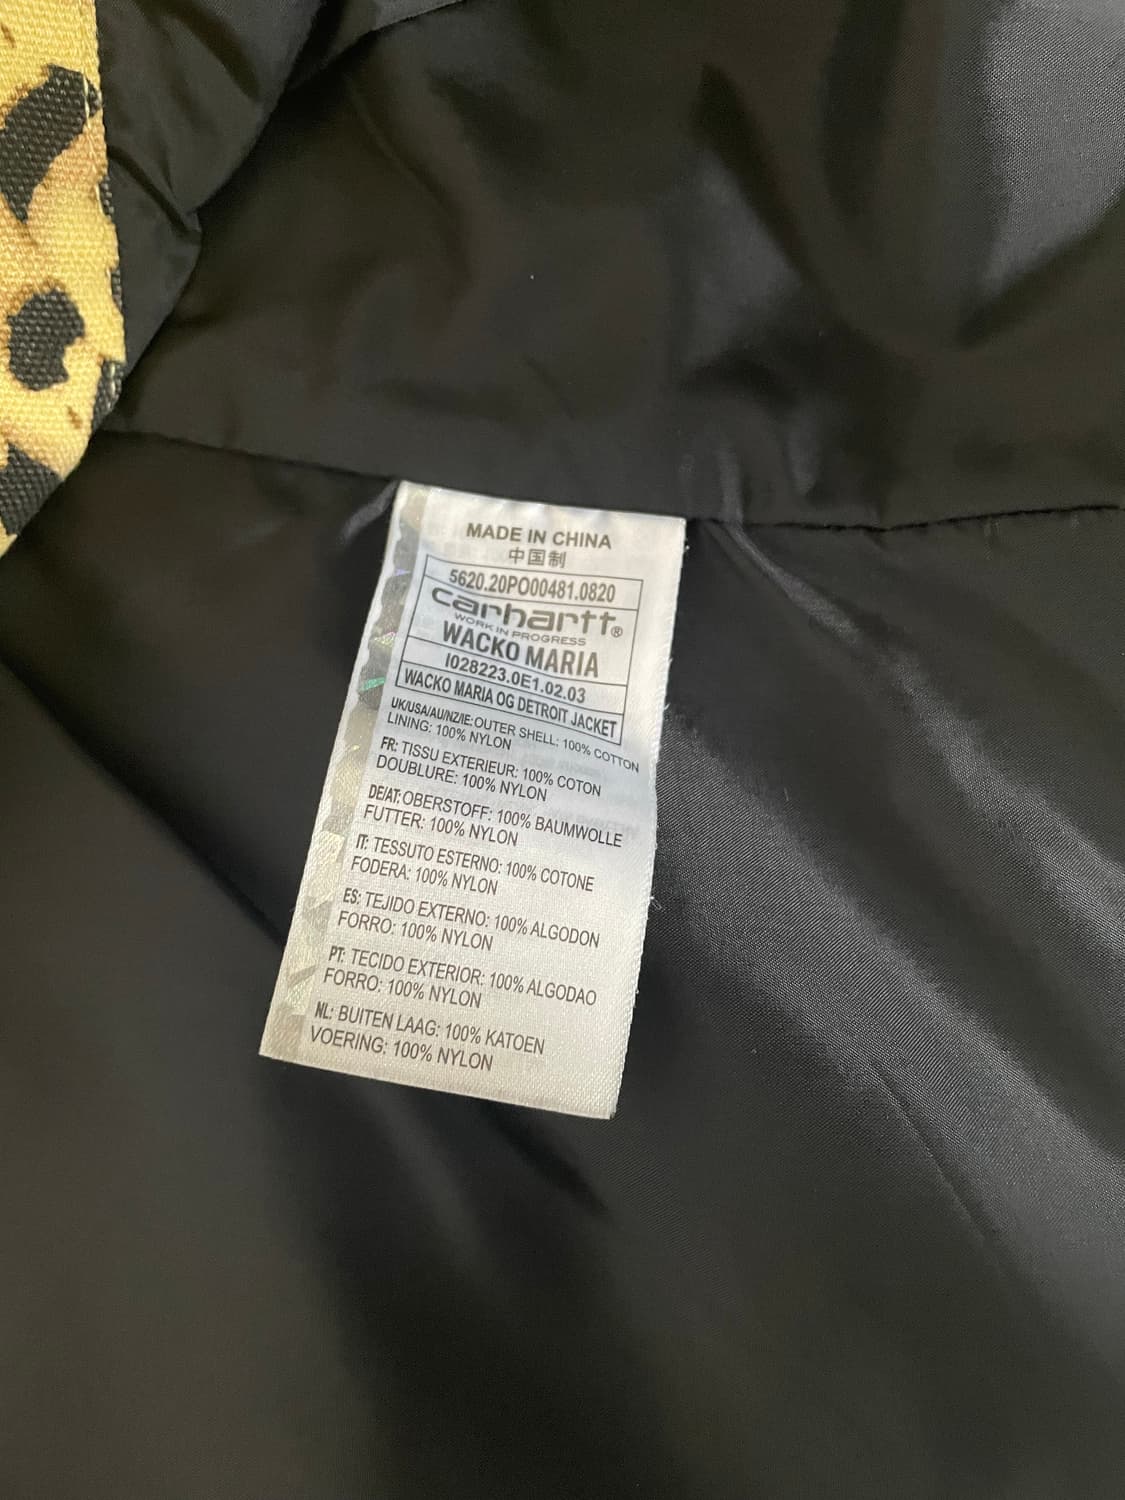 MADE IN CHINA
中国制
5620.20PO00481.0820
carhartt®
WORK IN PROGRESS
WACKO MARIA
I028223.0E1.02.03
WACKO MARIA OG DETROIT JACKET
UK/USA/AU/NZ/IE: OUTER SHELL: 100% COTTON
LINING: 100% NYLON
FR: TISSU EXTERIEUR: 100% COTON
DOUBLURE: 100% NYLON
DE/AT: OBERSTOFF: 100% BAUMWOLLE
FUTTER: 100% NYLON
IT: TESSUTO ESTERNO: 100% COTONE
FODERA: 100% NYLON
ES: TEJIDO EXTERNO: 100% ALGODON
FORRO: 100% NYLON
PT: TECIDO EXTERIOR: 100% ALGODAO
FORRO: 100% NYLON
NL: BUITEN LAAG: 100% KATOEN
VOERING: 100% NYLON